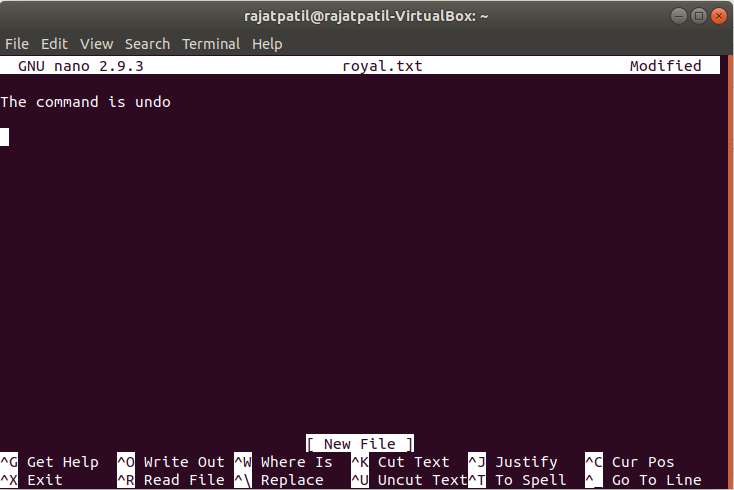 rajatpatil@rajatpatil-VirtualBox: ~
File Edit View Search Terminal Help
GNU nano 2.9.3 royal.txt Modified
The command is undo
[ New File ]
^G Get Help ^O Write Out ^W Where Is ^K Cut Text ^J Justify ^C Cur Pos
^X Exit ^R Read File ^\ Replace ^U Uncut Text ^T To Spell ^_ Go To Line